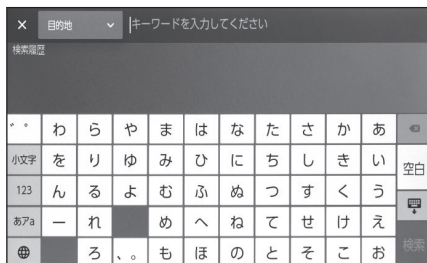 × 目的地 キーワードを入力してください
検索履歴
゛゜ わ ら や ま は な た さ か あ
小文字 を り ゆ み ひ に ち し き い 空白
123 ん る よ む ふ ぬ つ す く う
あぁa ー れ め へ ね て せ け え
ろ 、。 も ほ の と そ こ お 検索